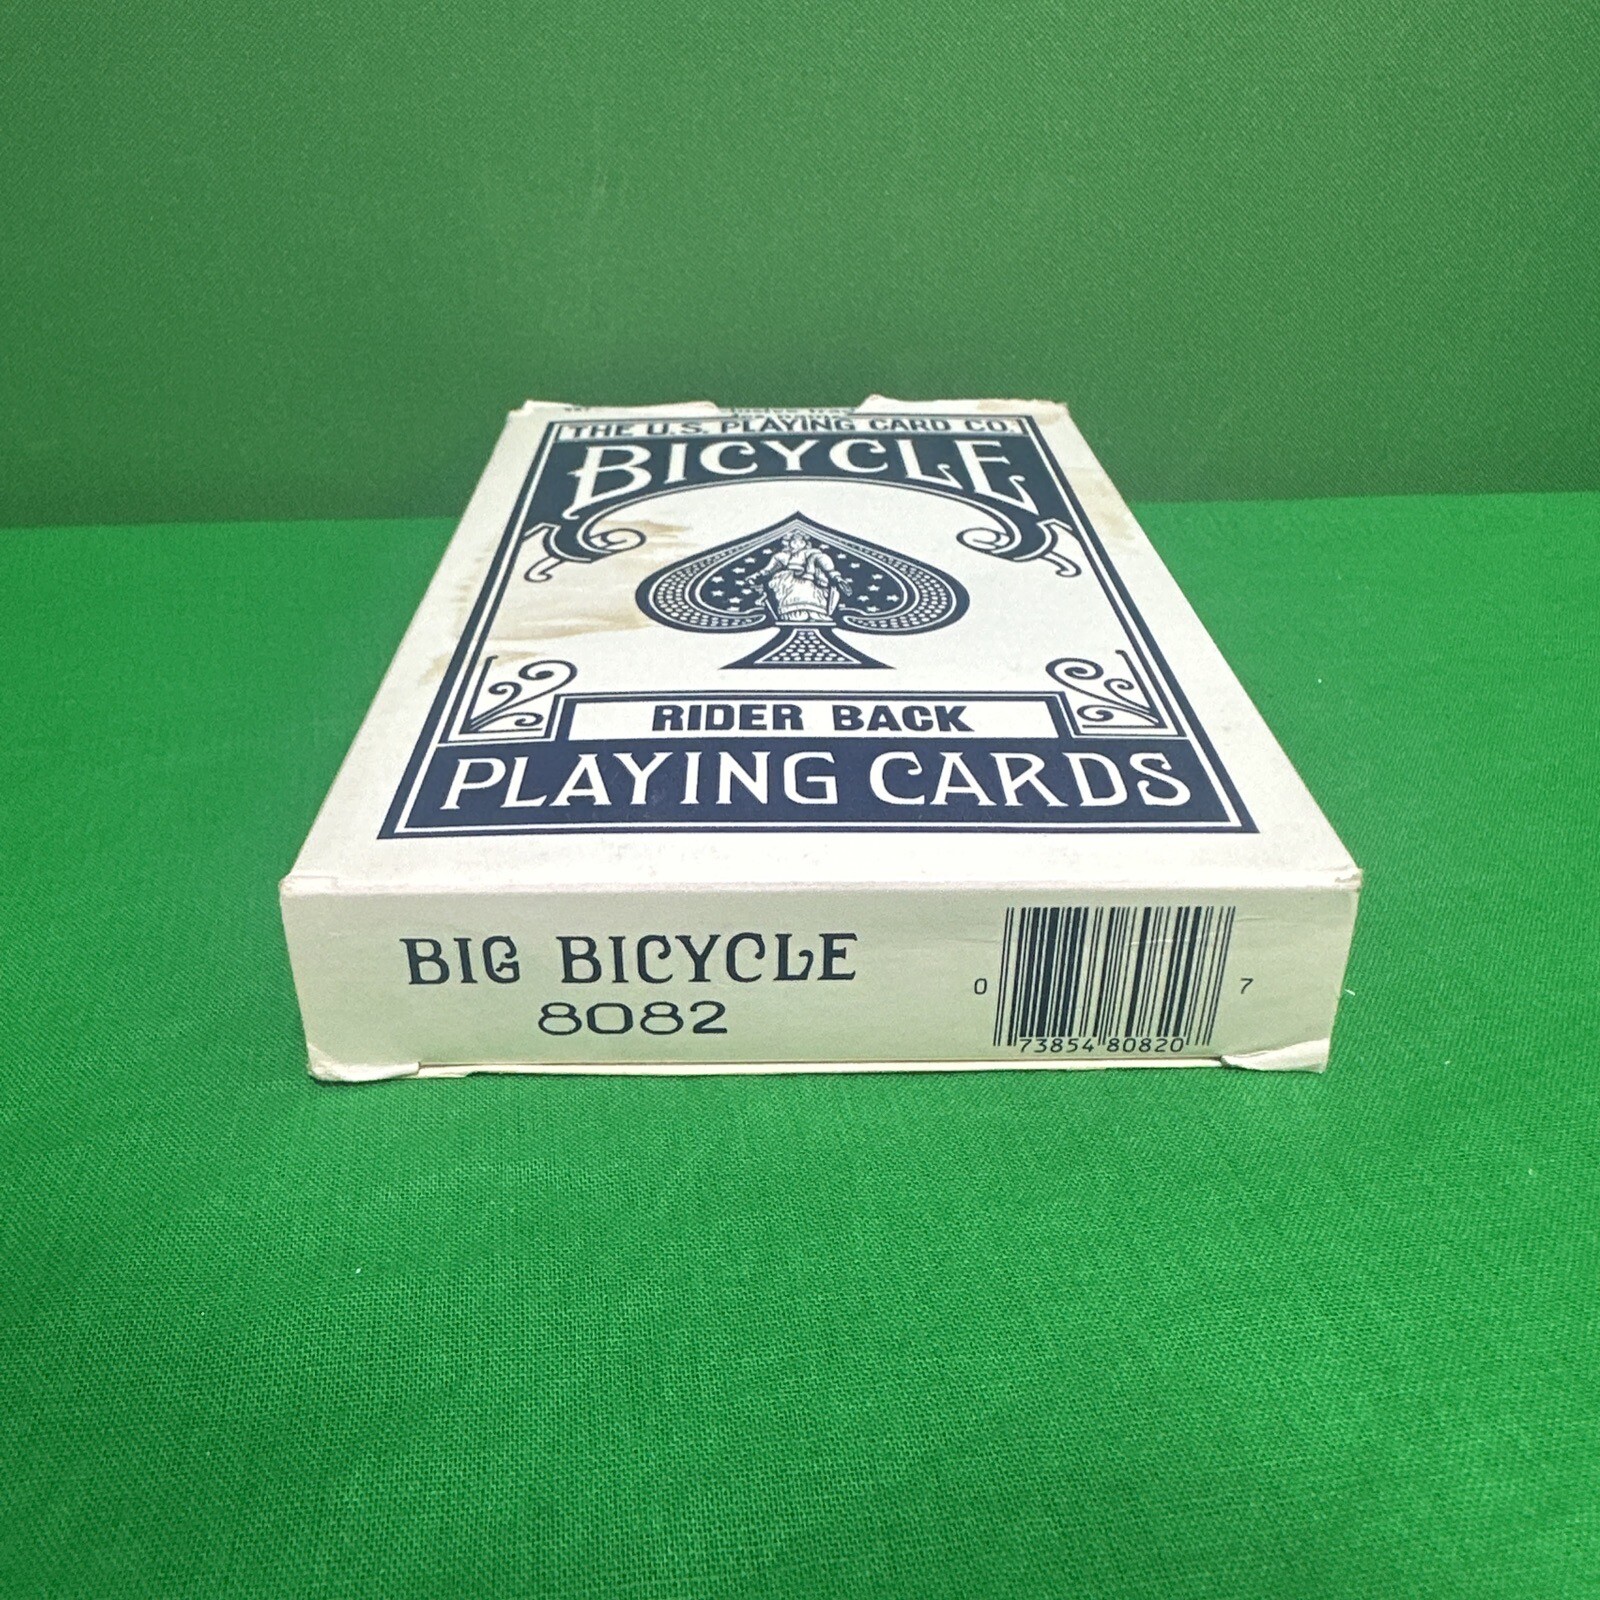 THE U.S. PLAYING CARD CO.
BICYCLE
RIDER BACK
PLAYING CARDS
BIG BICYCLE
8082
0 73854 80820 7